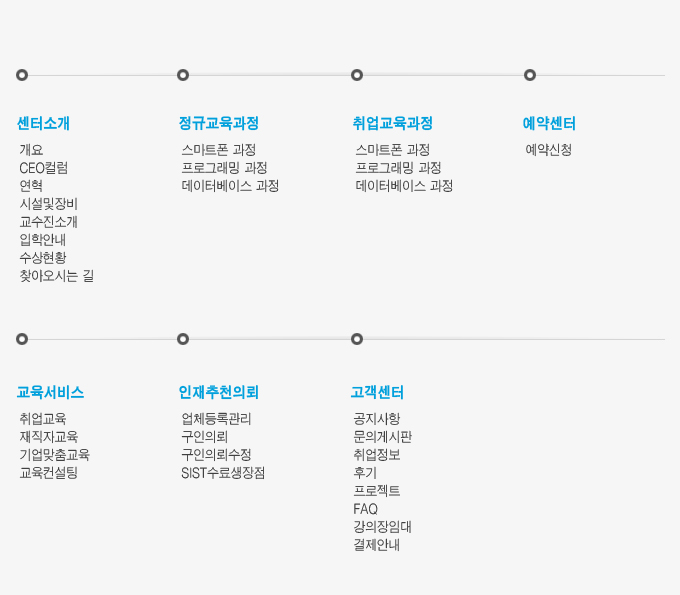 센터소개
개요
CEO컬럼
연혁
시설및장비
교수진소개
입학안내
수상현황
찾아오시는 길
정규교육과정
스마트폰 과정
프로그래밍 과정
데이터베이스 과정
취업교육과정
스마트폰 과정
프로그래밍 과정
데이터베이스 과정
예약센터
예약신청
교육서비스
취업교육
재직자교육
기업맞춤교육
교육컨설팅
인재추천의뢰
업체등록관리
구인의뢰
구인의뢰수정
SIST수료생장점
고객센터
공지사항
문의게시판
취업정보
후기
프로젝트
FAQ
강의장임대
결제안내